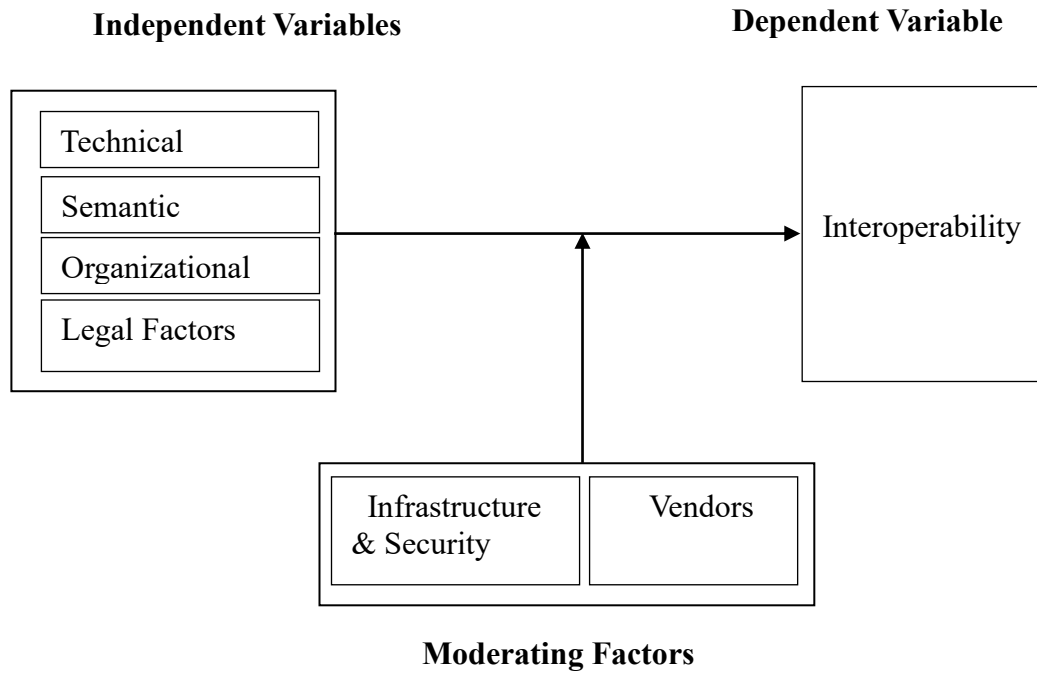 Independent Variables
Dependent Variable
Technical
Semantic
Organizational
Legal Factors
Interoperability
Infrastructure
& Security
Vendors
Moderating Factors